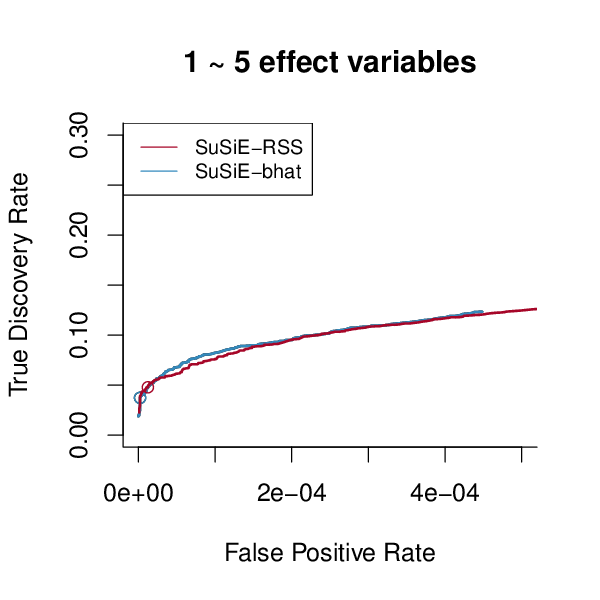 1 ~ 5 effect variables
SuSiE−RSS
SuSiE−bhat
True Discovery Rate
0.30
0.20
0.10
0.00
0e+00 2e−04 4e−04
False Positive Rate